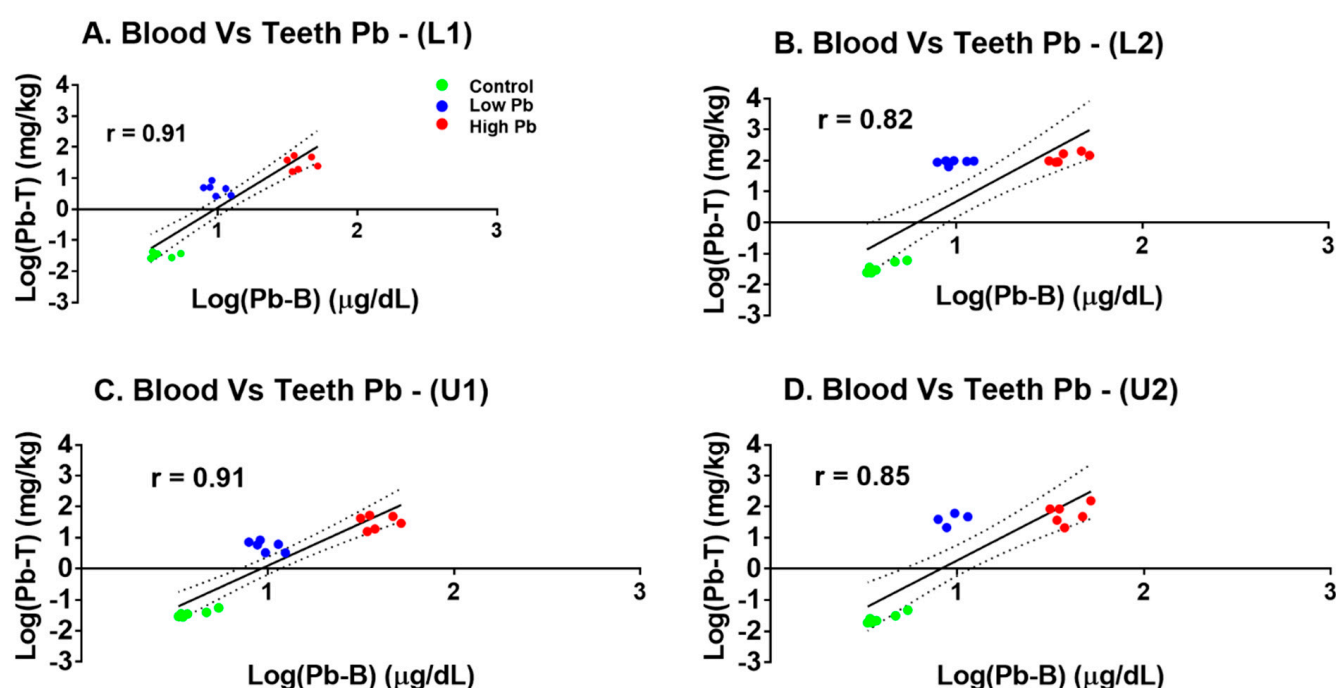 A. Blood Vs Teeth Pb - (L1)
Log(Pb-T) (mg/kg)
4
3
2
1
0
-1
-2
-3
r = 0.91
Control
Low Pb
High Pb
1
2
3
Log(Pb-B) (μg/dL)
B. Blood Vs Teeth Pb - (L2)
Log(Pb-T) (mg/kg)
4
3
2
1
0
-1
-2
-3
r = 0.82
1
2
3
Log(Pb-B) (μg/dL)
C. Blood Vs Teeth Pb - (U1)
Log(Pb-T) (mg/kg)
4
3
2
1
0
-1
-2
-3
r = 0.91
1
2
3
Log(Pb-B) (μg/dL)
D. Blood Vs Teeth Pb - (U2)
Log(Pb-T) (mg/kg)
4
3
2
1
0
-1
-2
-3
r = 0.85
1
2
3
Log(Pb-B) (μg/dL)